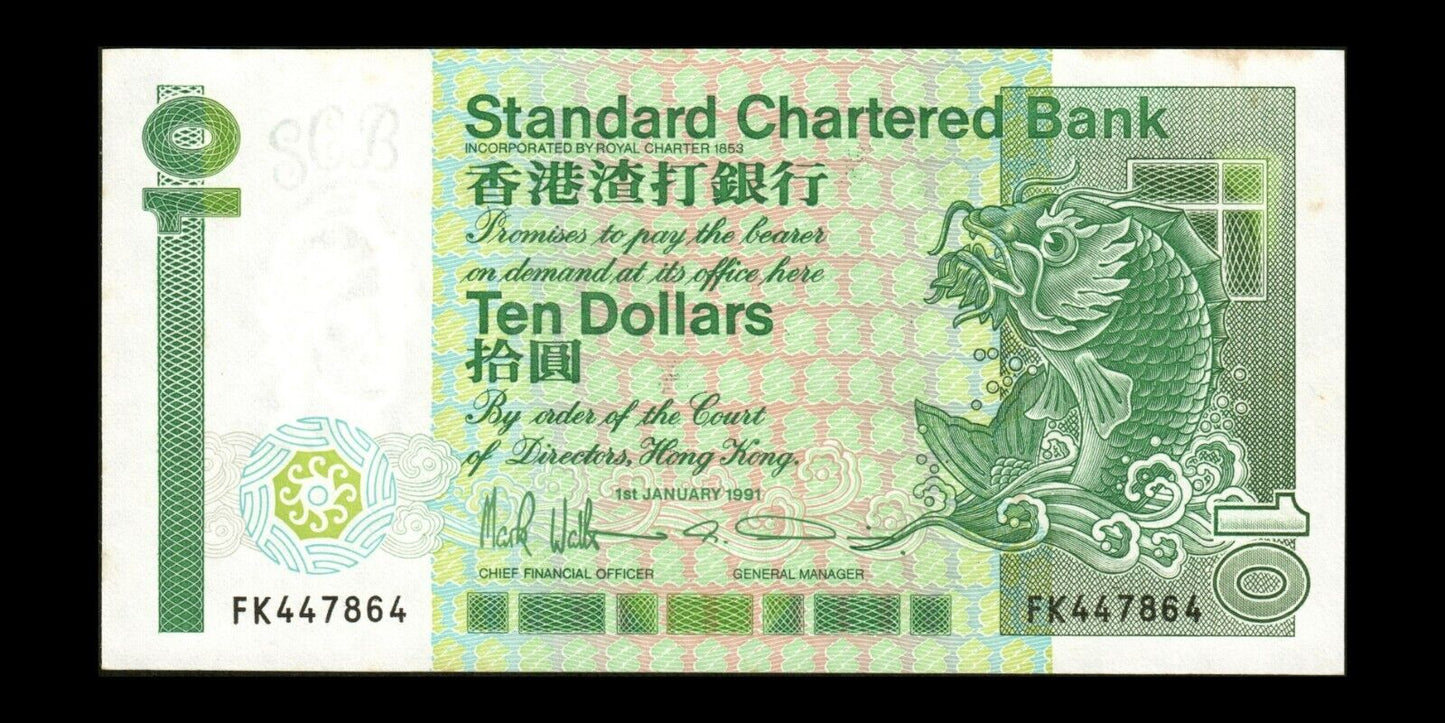 10
SCB
Standard Chartered Bank
INCORPORATED BY ROYAL CHARTER 1853
香港渣打銀行
Promises to pay the bearer
on demand at its office here
Ten Dollars
拾圓
By order of the Court
of Directors, Hong Kong.
1st JANUARY 1991
CHIEF FINANCIAL OFFICER
GENERAL MANAGER
FK447864
FK447864
10